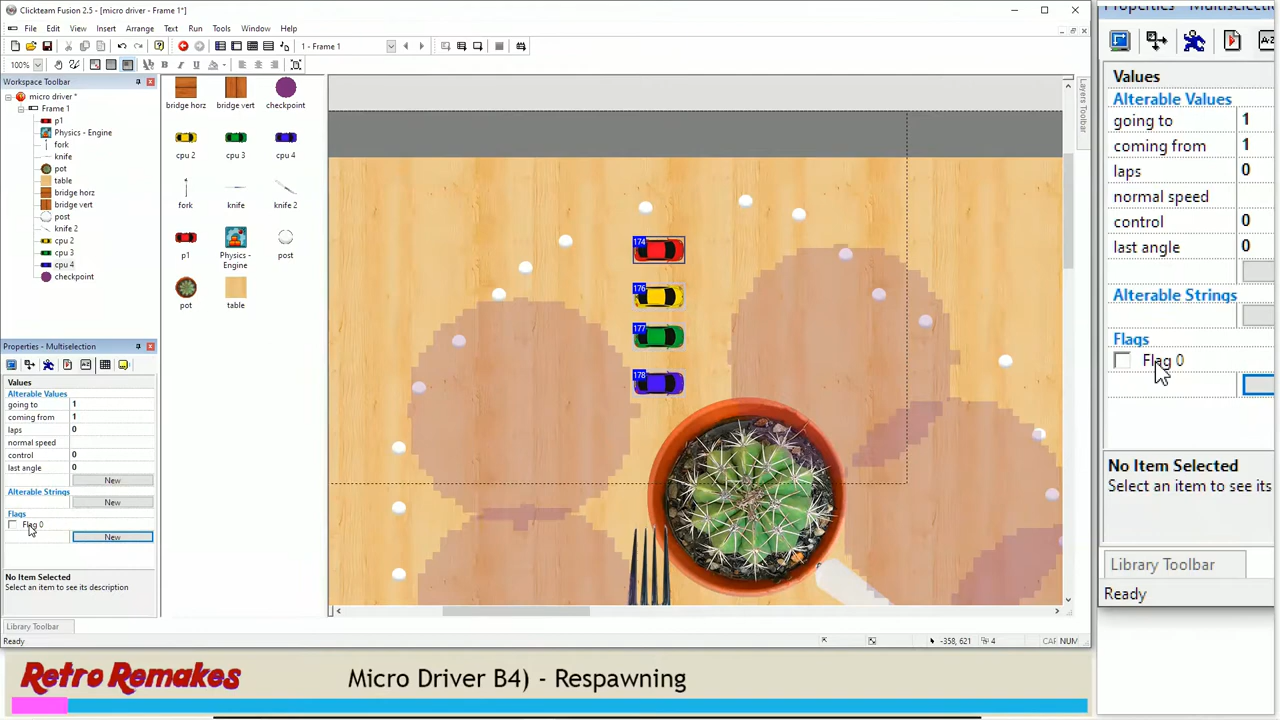 Clickteam Fusion 2.5 - [micro driver - Frame 1*]
File Edit View Insert Arrange Text Run Tools Window Help
1 - Frame 1
100%
B I U
Workspace Toolbar
micro driver *
Frame 1
p1
Physics - Engine
fork
knife
pot
table
bridge horz
bridge vert
post
knife 2
cpu 2
cpu 3
cpu 4
checkpoint
bridge horz bridge vert checkpoint
cpu 2 cpu 3 cpu 4
fork knife knife 2
p1 Physics - Engine post
pot table
174
176
177
178
Layers Toolbar
Properties - Multiselection
Values
Alterable Values
going to 1
coming from 1
laps 0
normal speed
control 0
last angle 0
New
Alterable Strings
New
Flags
Flag 0
New
No Item Selected
Select an item to see its description
Library Toolbar
Ready
-358, 621
4
CAF NUM
Properties - Multiselectio
Values
Alterable Values
going to 1
coming from 1
laps 0
normal speed
control 0
last angle 0
Alterable Strings
Flags
Flag 0
No Item Selected
Select an item to see its
Library Toolbar
Ready
Retro Remakes
Micro Driver B4) - Respawning